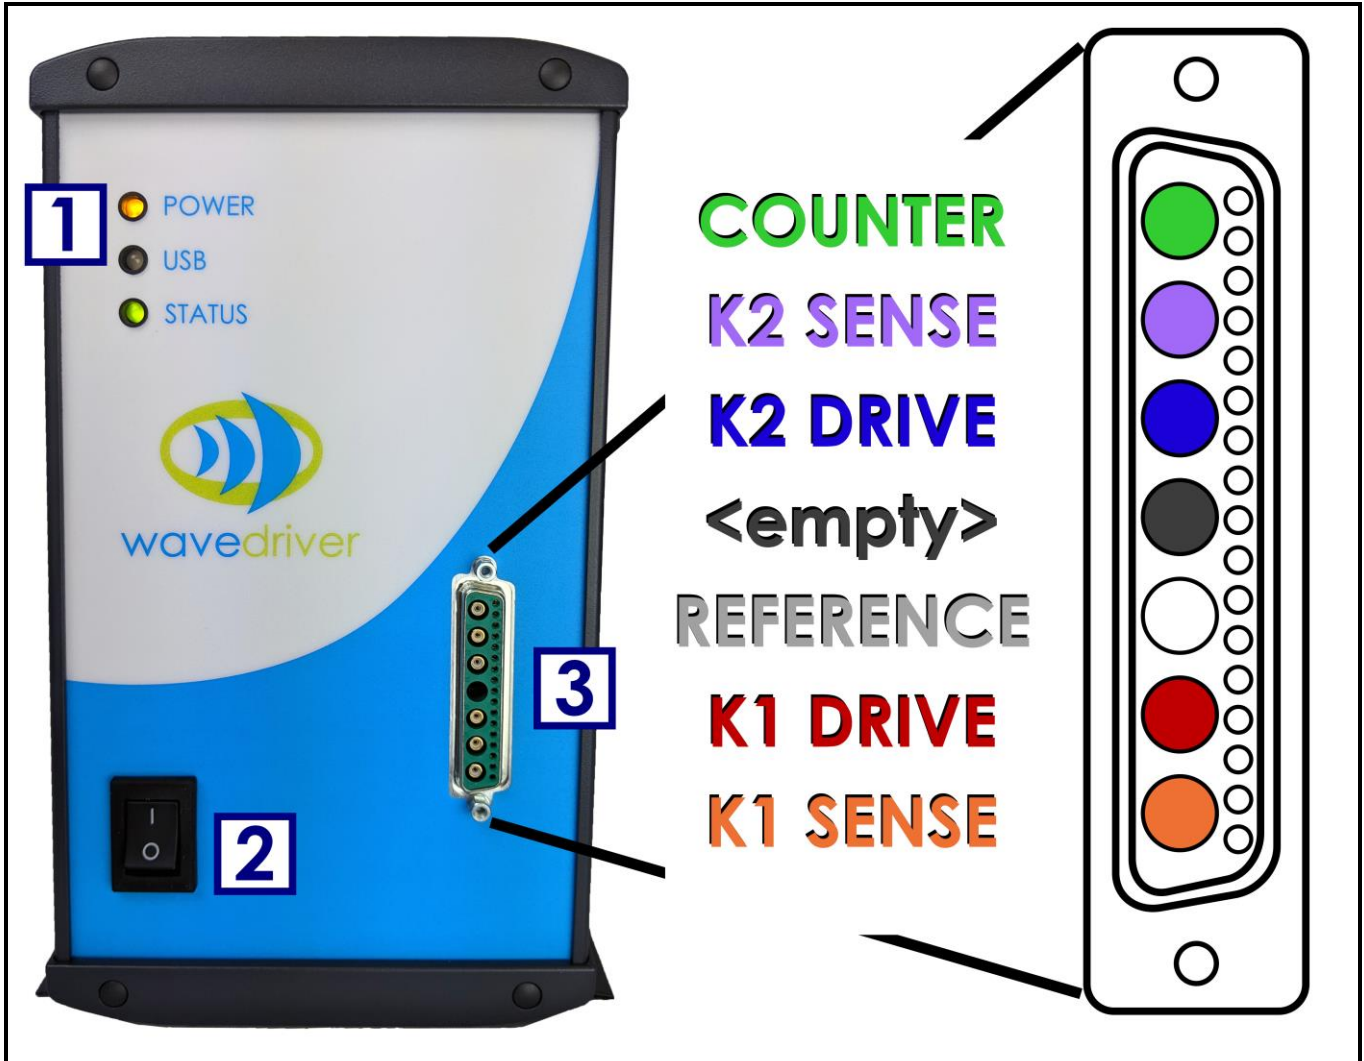 1
POWER
USB
STATUS
wavedriver
2
3
COUNTER
K2 SENSE
K2 DRIVE
<empty>
REFERENCE
K1 DRIVE
K1 SENSE